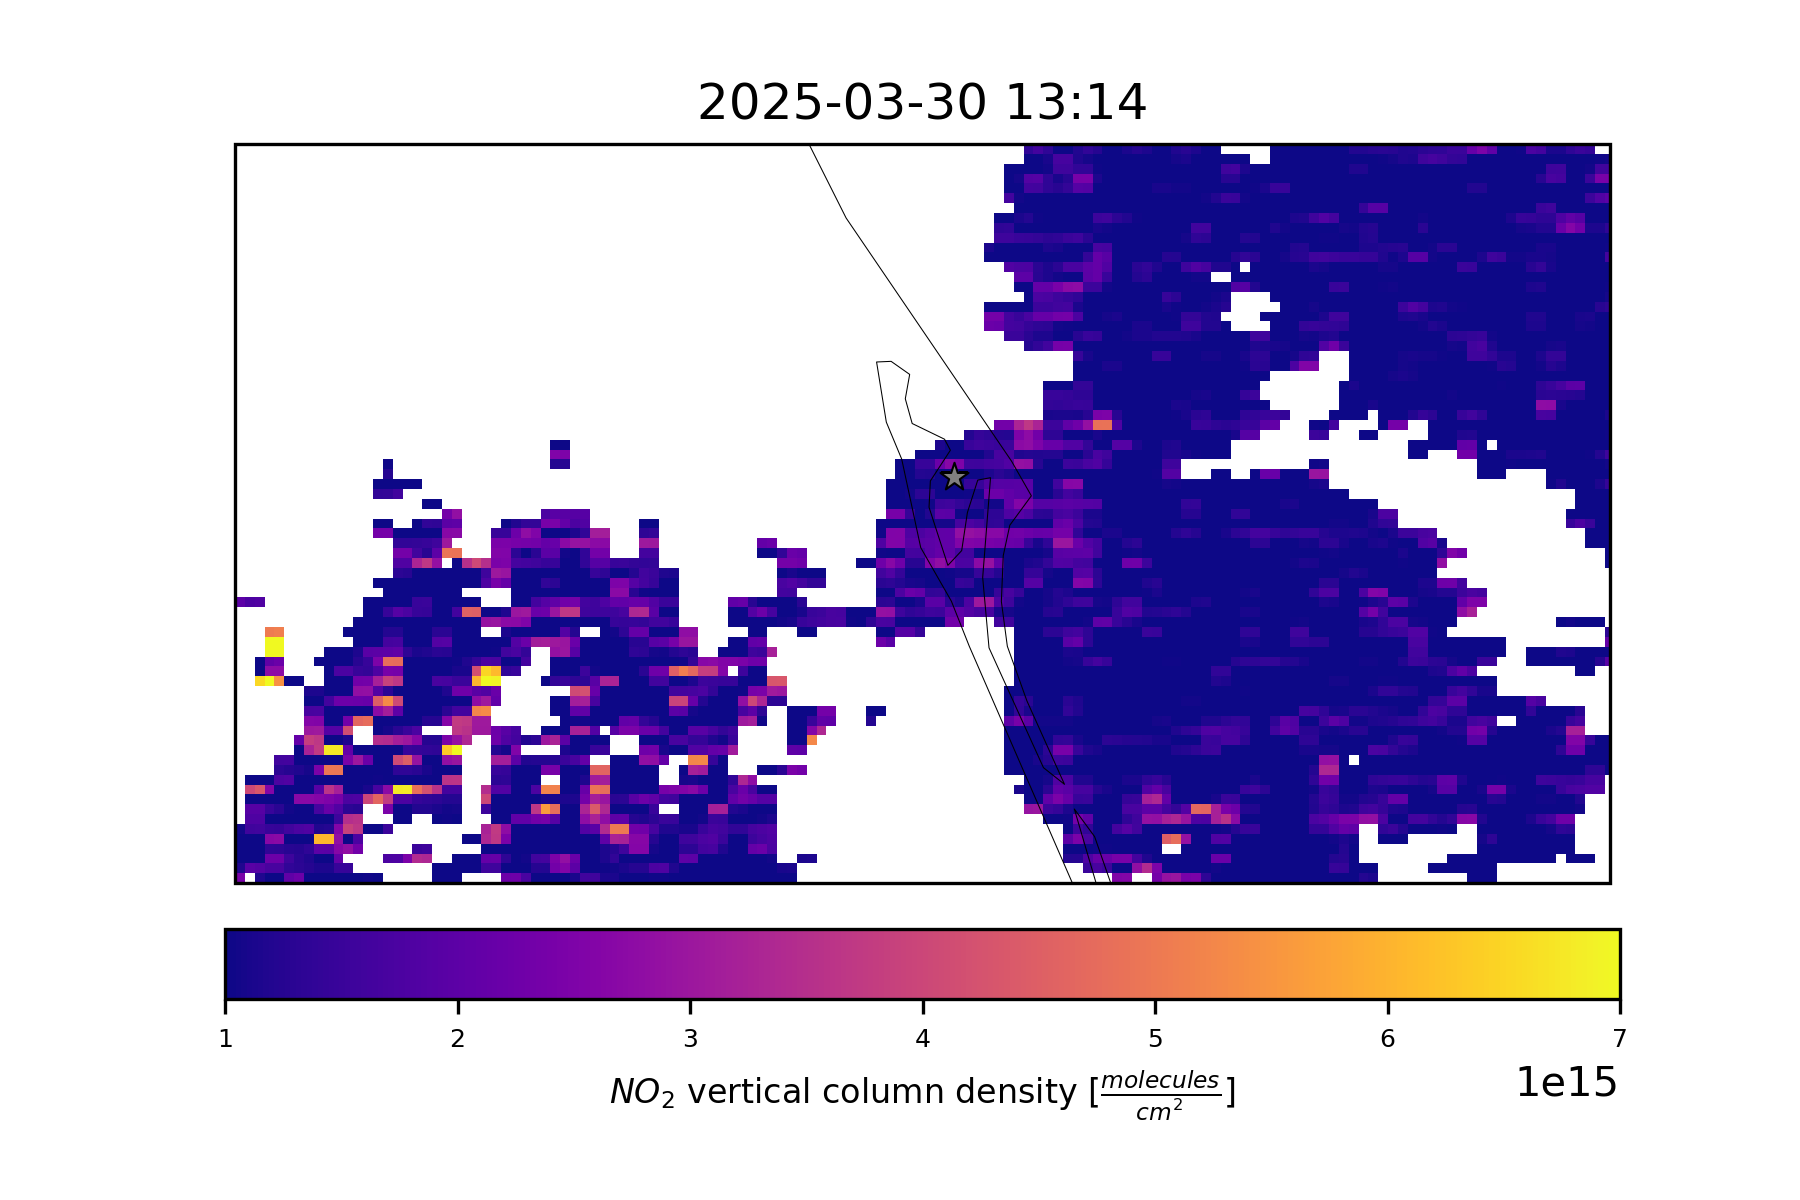 2025-03-30 13:14
1 2 3 4 5 6 7
1e15
NO₂ vertical column density [molecules/cm²]